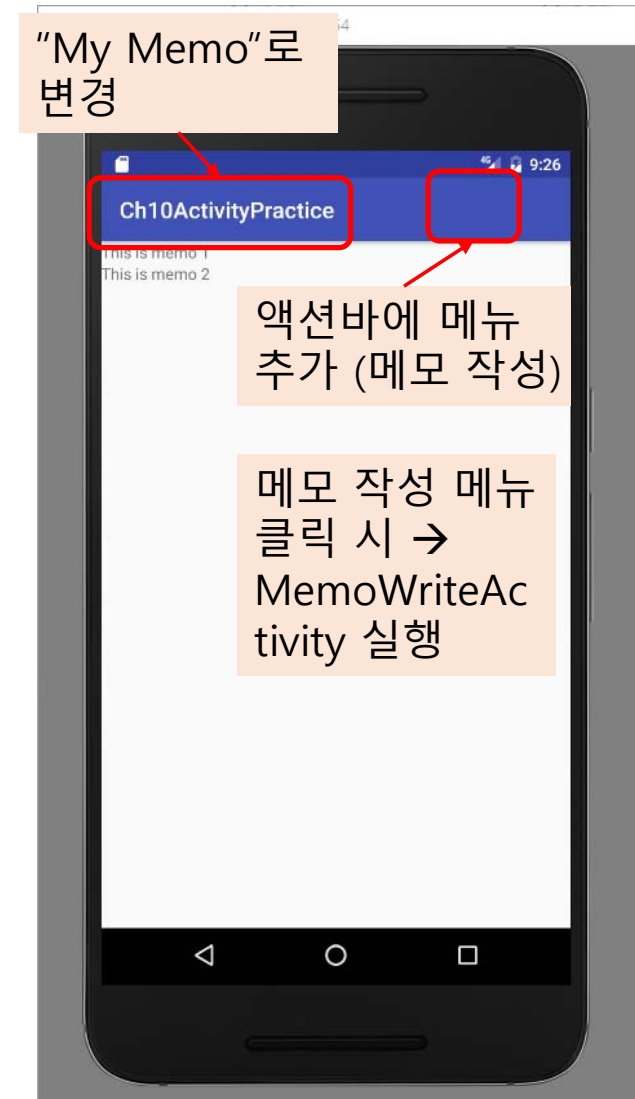 54
“My Memo”로
변경
9:26
Ch10ActivityPractice
This is memo 1
This is memo 2
액션바에 메뉴
추가 (메모 작성)
메모 작성 메뉴
클릭 시 →
MemoWriteAc
tivity 실행